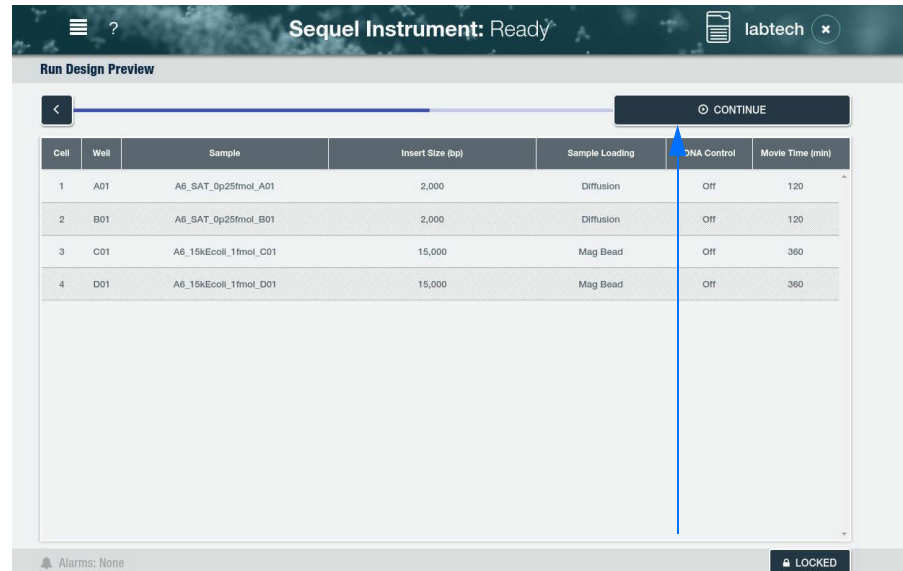 ? Sequel Instrument: Ready labtech
Run Design Preview
CONTINUE
Cell Well Sample Insert Size (bp) Sample Loading DNA Control Movie Time (min)
1 A01 A6_SAT_0p25fmol_A01 2,000 Diffusion Off 120
2 B01 A6_SAT_0p25fmol_B01 2,000 Diffusion Off 120
3 C01 A6_15kEcoli_1fmol_C01 15,000 Mag Bead Off 360
4 D01 A6_15kEcoli_1fmol_D01 15,000 Mag Bead Off 360
Alarms: None LOCKED